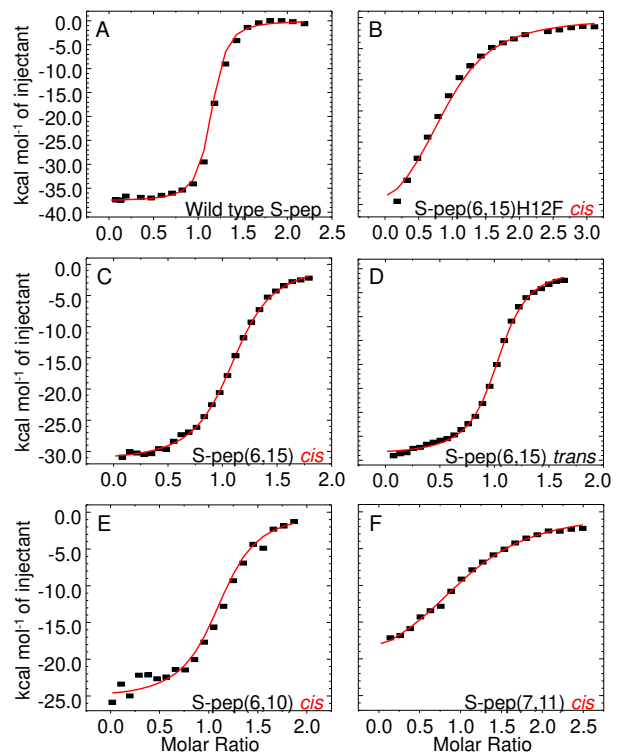 A
0.0
-5.0
-10.0
-15.0
-20.0
-25.0
-30.0
-35.0
-40.0
kcal mol-1 of injectant
Wild type S-pep
0.0 0.5 1.0 1.5 2.0 2.5
B
S-pep(6,15)H12F cis
0.0 0.5 1.0 1.5 2.0 2.5 3.0
C
0.0
-5.0
-10.0
-15.0
-20.0
-25.0
-30.0
kcal mol-1 of injectant
S-pep(6,15) cis
0.0 0.5 1.0 1.5 2.0
D
S-pep(6,15) trans
0.0 0.5 1.0 1.5 2.0
E
0.0
-5.0
-10.0
-15.0
-20.0
-25.0
kcal mol-1 of injectant
S-pep(6,10) cis
0.0 0.5 1.0 1.5 2.0
Molar Ratio
F
S-pep(7,11) cis
0.0 0.5 1.0 1.5 2.0 2.5
Molar Ratio